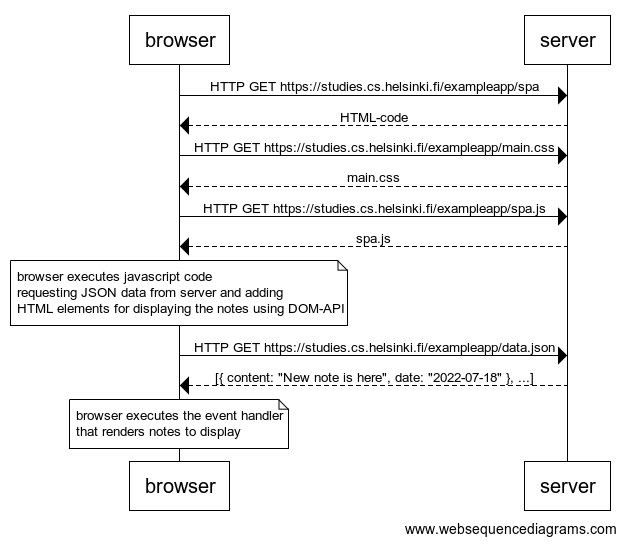 browser
server
HTTP GET https://studies.cs.helsinki.fi/exampleapp/spa
HTML-code
HTTP GET https://studies.cs.helsinki.fi/exampleapp/main.css
main.css
HTTP GET https://studies.cs.helsinki.fi/exampleapp/spa.js
spa.js
browser executes javascript code
requesting JSON data from server and adding
HTML elements for displaying the notes using DOM-API
HTTP GET https://studies.cs.helsinki.fi/exampleapp/data.json
[{ content: "New note is here", date: "2022-07-18" }, ...]
browser executes the event handler
that renders notes to display
browser
server
www.websequencediagrams.com